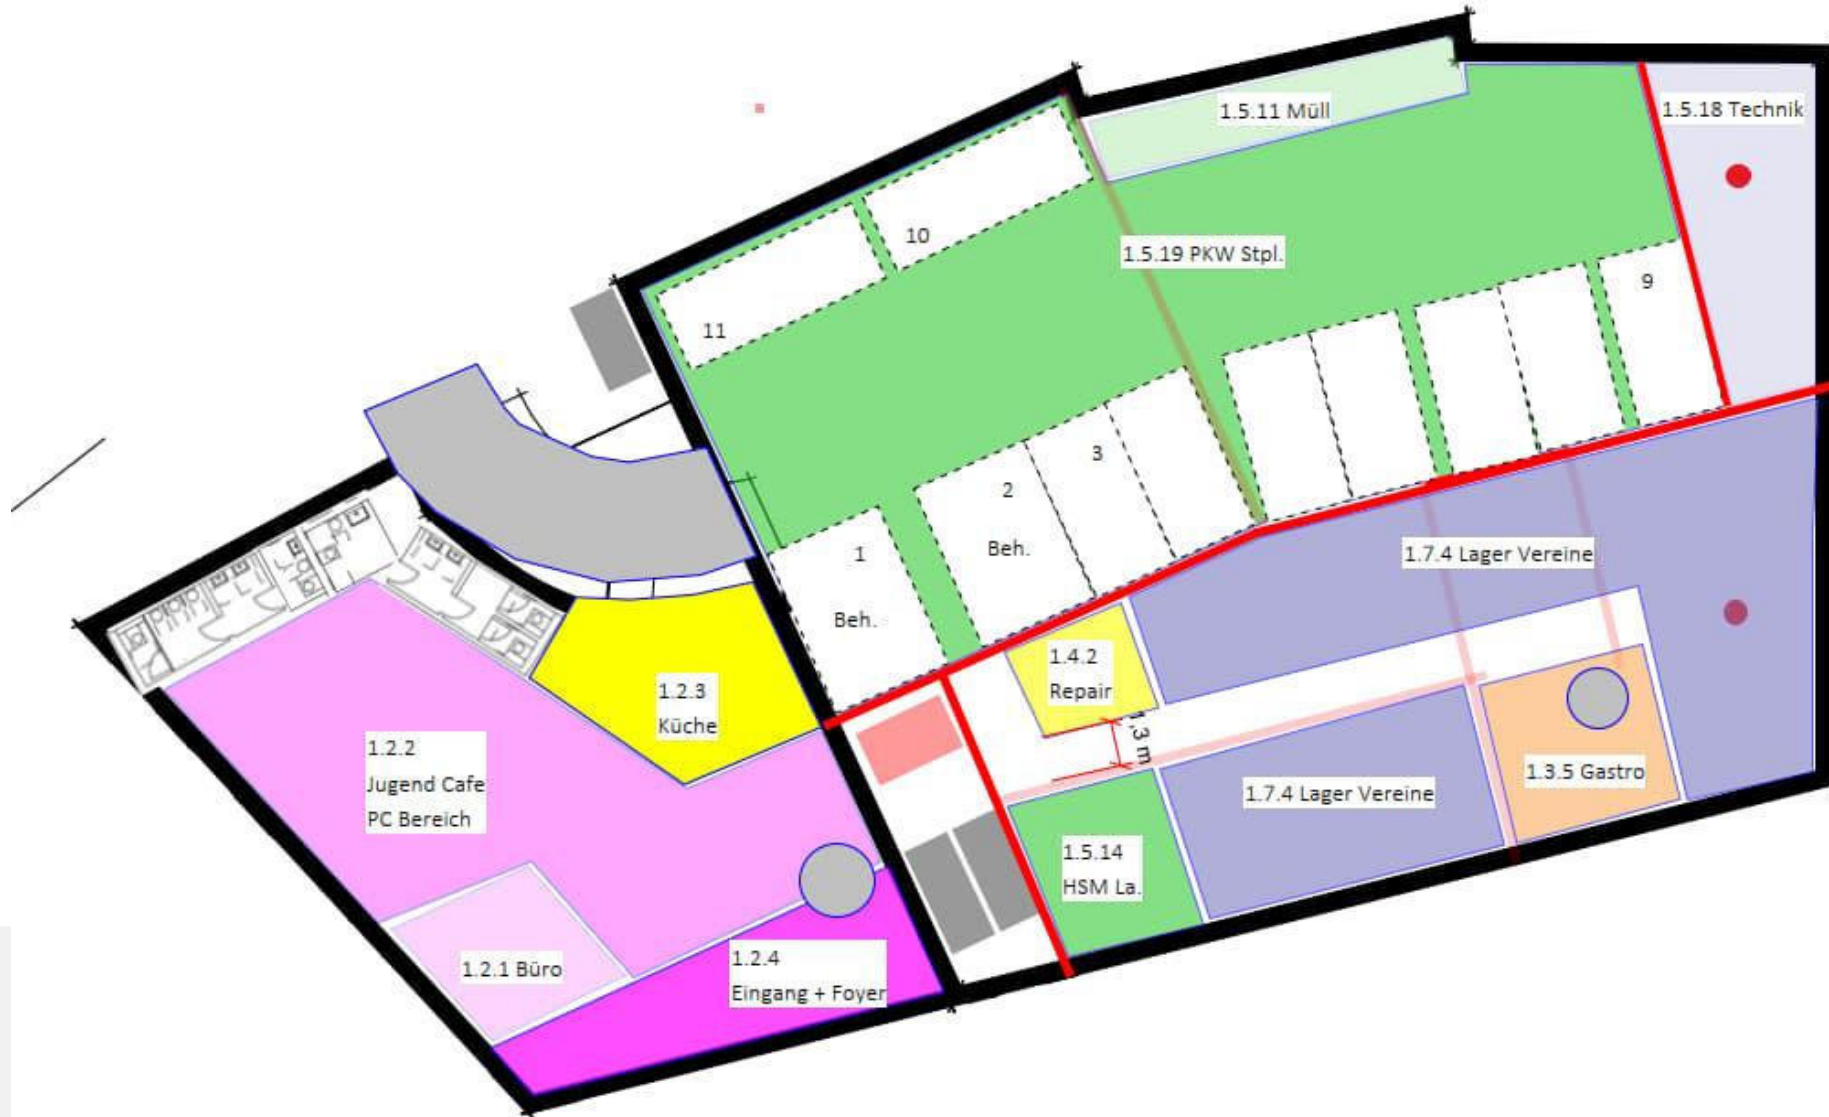 1.5.11 Müll
1.5.18 Technik
10
1.5.19 PKW Stpl.
9
11
3
2
Beh.
1
Beh.
1.7.4 Lager Vereine
1.4.2
Repair
1.2.3
Küche
1,3 m
1.2.2
Jugend Cafe
PC Bereich
1.3.5 Gastro
1.7.4 Lager Vereine
1.5.14
HSM La.
1.2.1 Büro
1.2.4
Eingang + Foyer